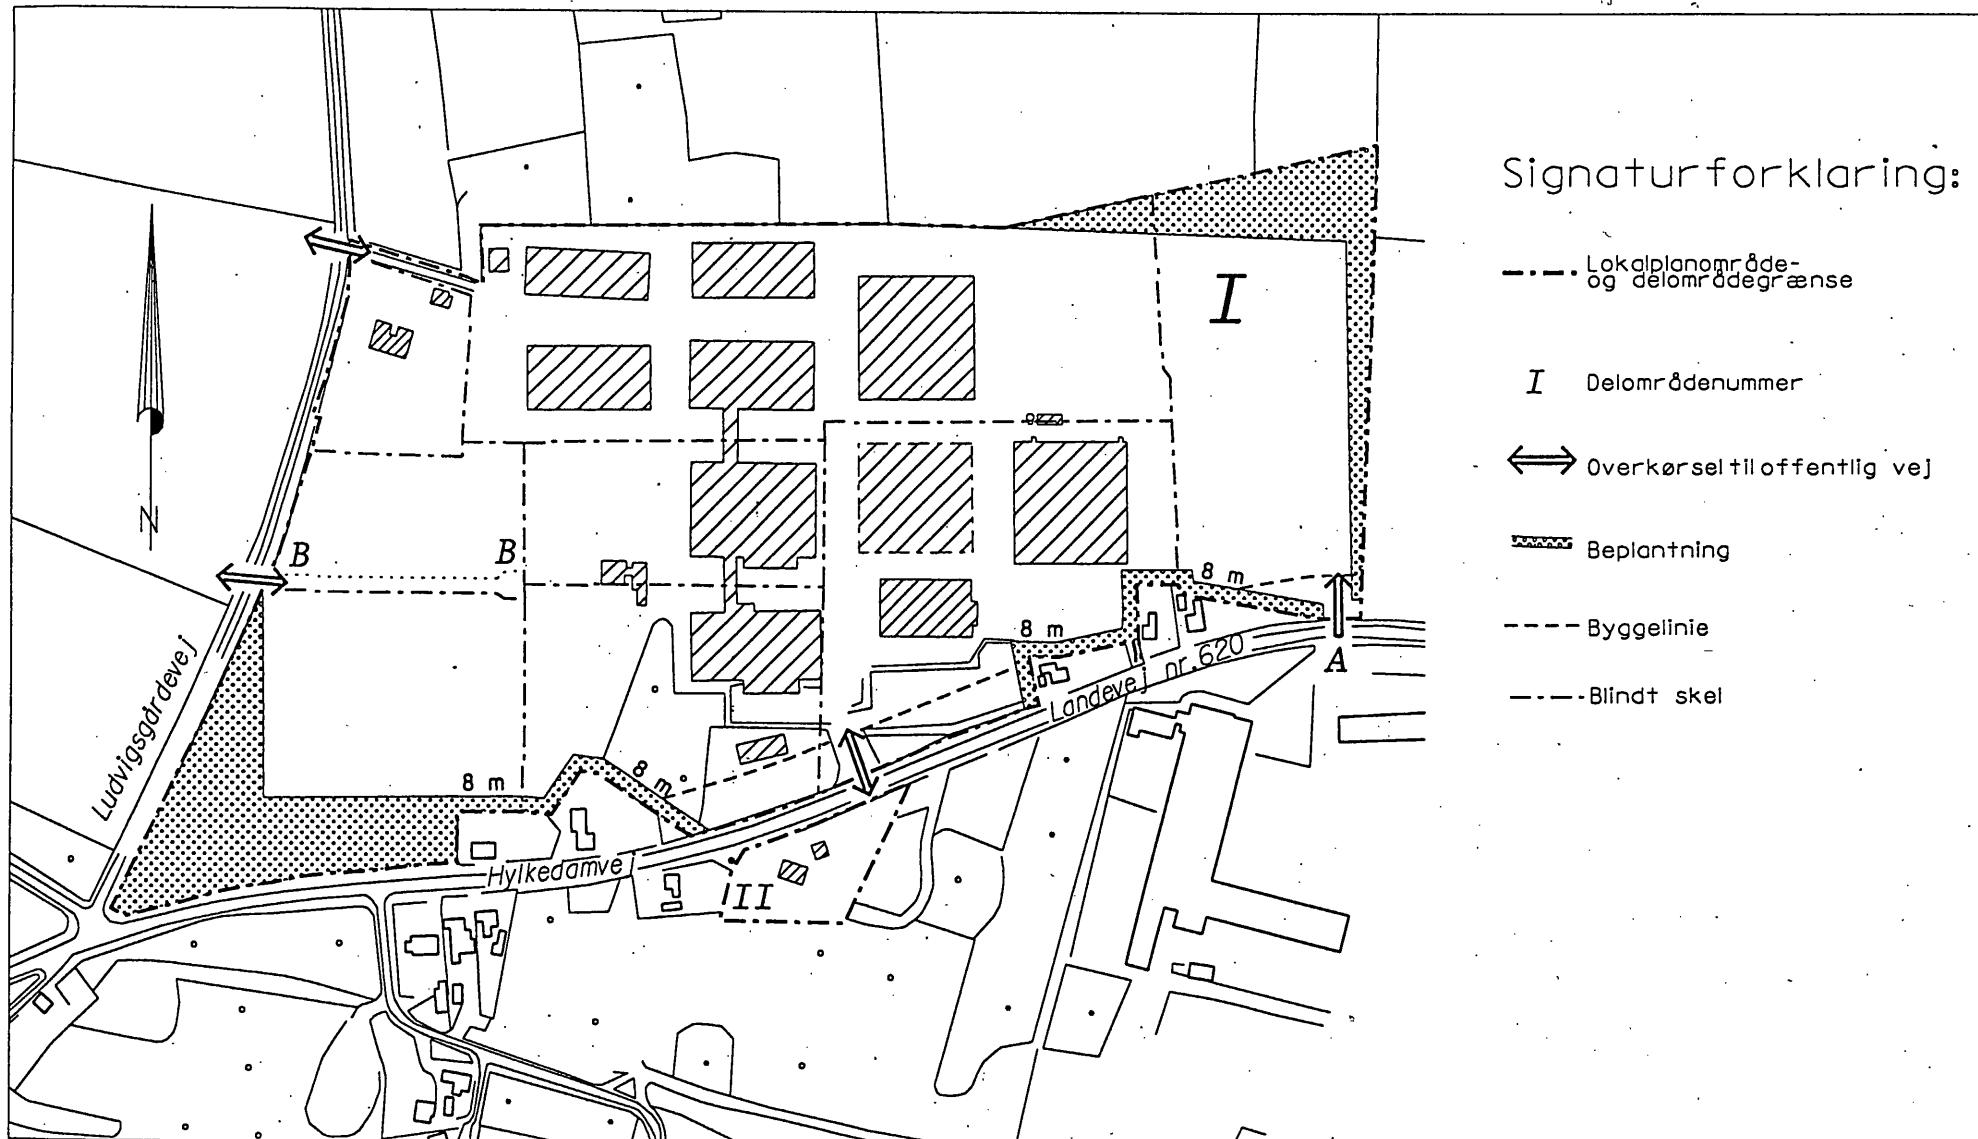 Signaturforklaring:
Lokalplanområde-
og delområdegrænse
I Delområdenummer
Overkørsel til offentlig vej
Beplantning
Byggelinie
Blindt skel
I
N
B
B
8 m
8 m
A
Landevej nr. 620
Ludvigsgårdevej
8 m
8 m
Hylkedamvej
II